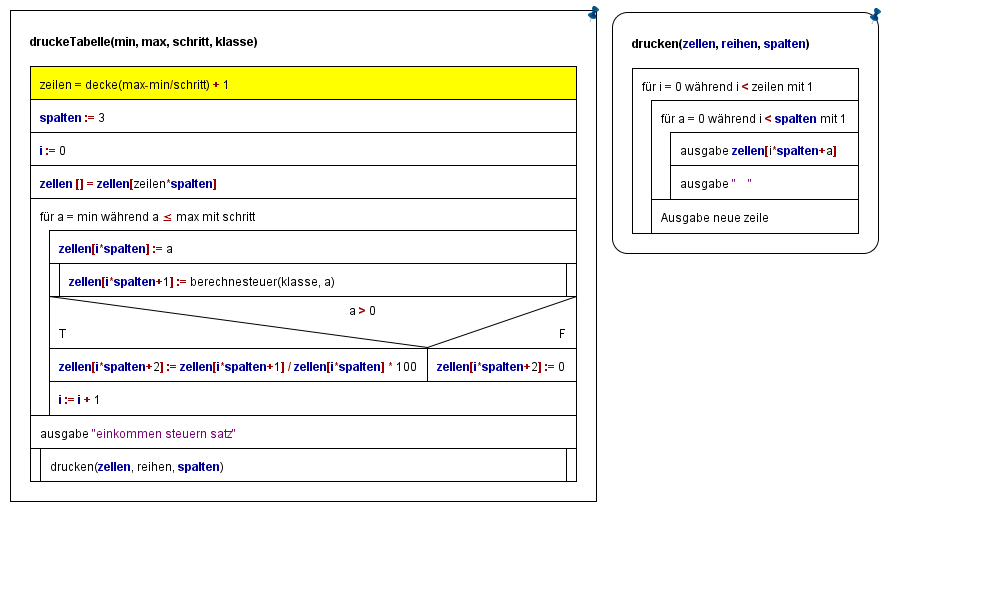 druckeTabelle(min, max, schritt, klasse)
zeilen = decke(max-min/schritt) + 1
spalten := 3
i := 0
zellen [] = zellen[zeilen*spalten]
für a = min während a ≤ max mit schritt
zellen[i*spalten] := a
zellen[i*spalten+1] := berechnesteuer(klasse, a)
a > 0
T F
zellen[i*spalten+2] := zellen[i*spalten+1] / zellen[i*spalten] * 100
zellen[i*spalten+2] := 0
i := i + 1
ausgabe "einkommen steuern satz"
drucken(zellen, reihen, spalten)
drucken(zellen, reihen, spalten)
für i = 0 während i < zeilen mit 1
für a = 0 während i < spalten mit 1
ausgabe zellen[i*spalten+a]
ausgabe "    "
Ausgabe neue zeile